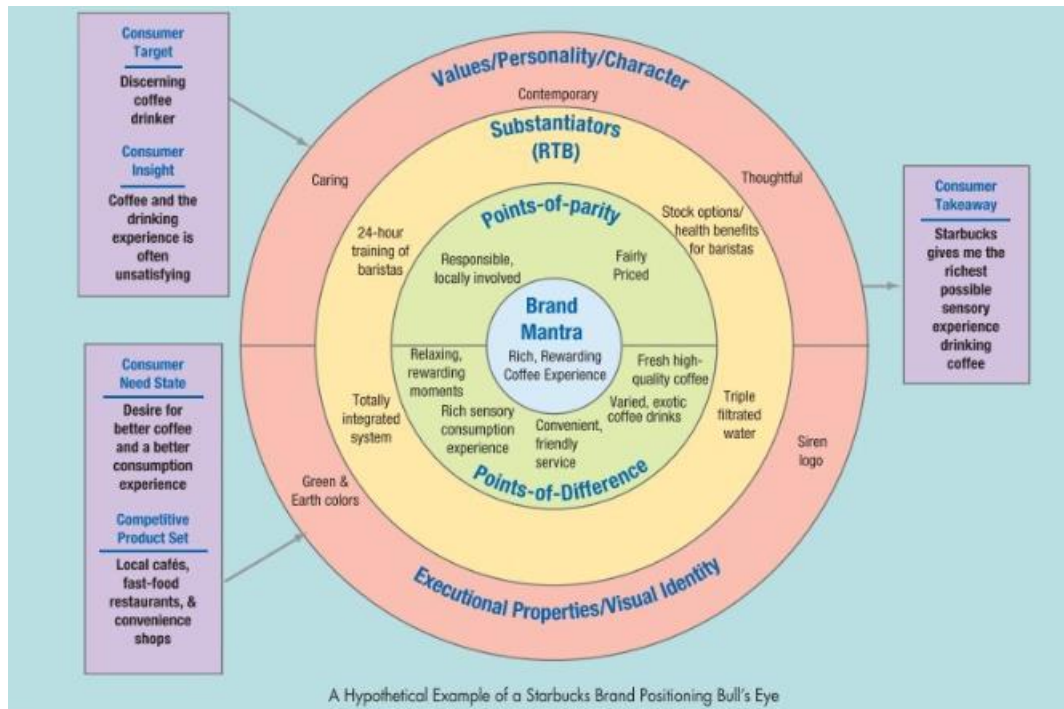 Consumer
Target
Discerning
coffee
drinker
Consumer
Insight
Coffee and the
drinking
experience is
often
unsatisfying
Consumer
Need State
Desire for
better coffee
and a better
consumption
experience
Competitive
Product Set
Local cafés,
fast-food
restaurants, &
convenience
shops
Values/Personality/Character
Contemporary
Caring
Thoughtful
Substantiators
(RTB)
24-hour
training of
baristas
Stock options/
health benefits
for baristas
Points-of-parity
Responsible,
locally involved
Fairly
Priced
Brand
Mantra
Rich, Rewarding
Coffee Experience
Relaxing,
rewarding
moments
Rich sensory
consumption
experience
Convenient,
friendly
service
Varied, exotic
coffee drinks
Fresh high-
quality coffee
Points-of-Difference
Totally
integrated
system
Triple
filtrated
water
Green &
Earth colors
Siren
logo
Executional Properties/Visual Identity
Consumer
Takeaway
Starbucks
gives me the
richest
possible
sensory
experience
drinking
coffee
A Hypothetical Example of a Starbucks Brand Positioning Bull's Eye